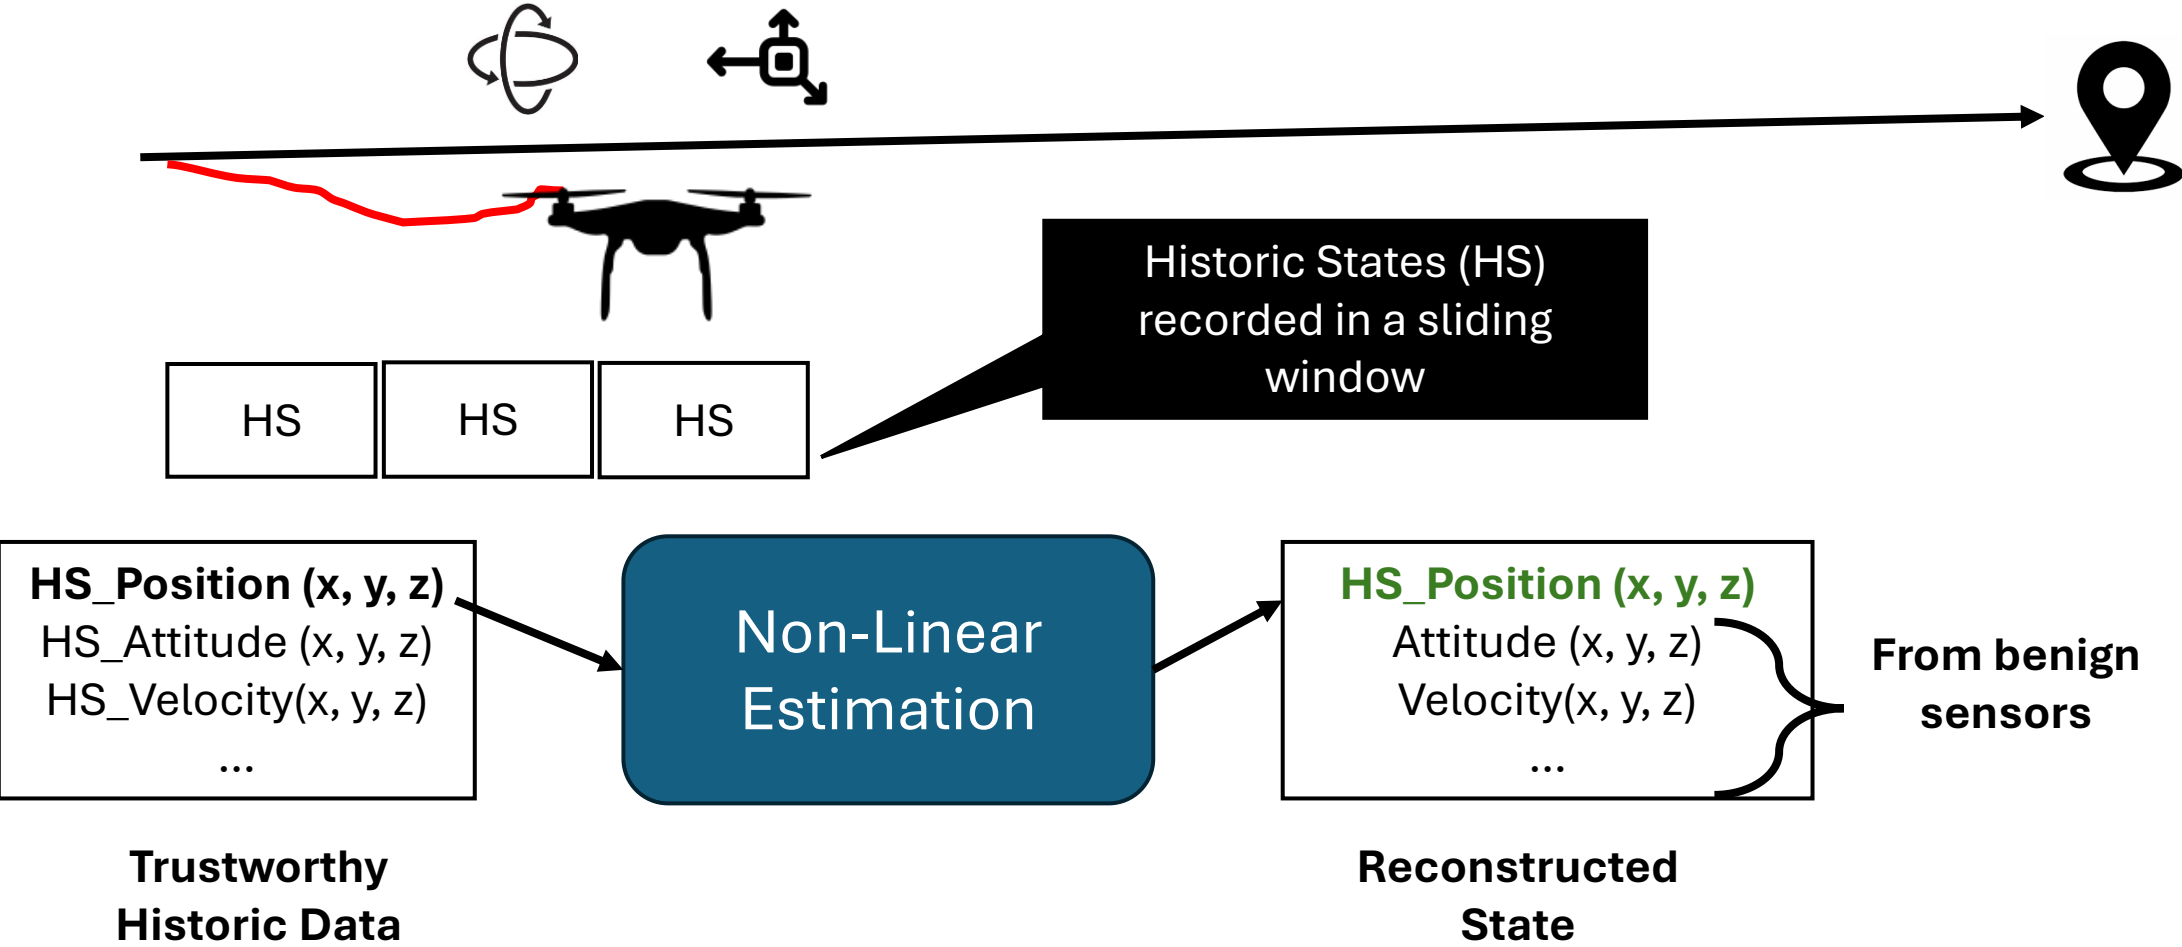 Historic States (HS)
recorded in a sliding
window
HS
HS
HS
HS_Position (x, y, z)
HS_Attitude (x, y, z)
HS_Velocity(x, y, z)
...
Non-Linear
Estimation
HS_Position (x, y, z)
Attitude (x, y, z)
Velocity(x, y, z)
...
From benign
sensors
Trustworthy
Historic Data
Reconstructed
State